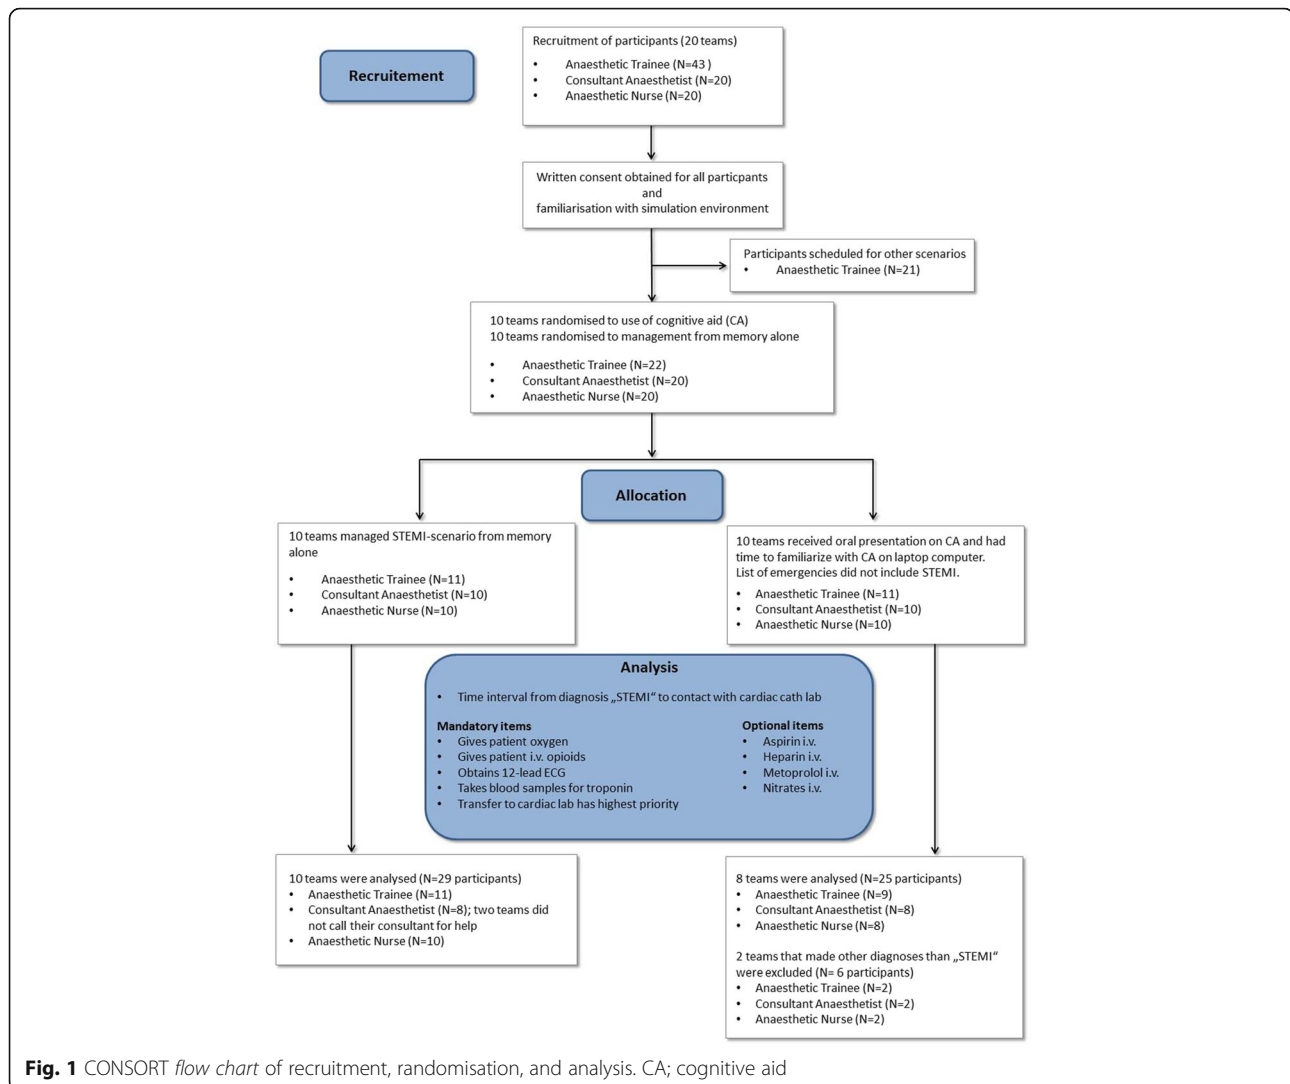 Recruitement
Recruitment of participants (20 teams)
• Anaesthetic Trainee (N=43 )
• Consultant Anaesthetist (N=20)
• Anaesthetic Nurse (N=20)
Written consent obtained for all particpants
and
familiarisation with simulation environment
Participants scheduled for other scenarios
• Anaesthetic Trainee (N=21)
10 teams randomised to use of cognitive aid (CA)
10 teams randomised to management from memory alone
• Anaesthetic Trainee (N=22)
• Consultant Anaesthetist (N=20)
• Anaesthetic Nurse (N=20)
Allocation
10 teams managed STEMI-scenario from memory
alone
• Anaesthetic Trainee (N=11)
• Consultant Anaesthetist (N=10)
• Anaesthetic Nurse (N=10)
10 teams received oral presentation on CA and had
time to familiarize with CA on laptop computer.
List of emergencies did not include STEMI.
• Anaesthetic Trainee (N=11)
• Consultant Anaesthetist (N=10)
• Anaesthetic Nurse (N=10)
Analysis
• Time interval from diagnosis „STEMI“ to contact with cardiac cath lab
Mandatory items
• Gives patient oxygen
• Gives patient i.v. opioids
• Obtains 12-lead ECG
• Takes blood samples for troponin
• Transfer to cardiac lab has highest priority
Optional items
• Aspirin i.v.
• Heparin i.v.
• Metoprolol i.v.
• Nitrates i.v.
10 teams were analysed (N=29 participants)
• Anaesthetic Trainee (N=11)
• Consultant Anaesthetist (N=8); two teams did
not call their consultant for help
• Anaesthetic Nurse (N=10)
8 teams were analysed (N=25 participants)
• Anaesthetic Trainee (N=9)
• Consultant Anaesthetist (N=8)
• Anaesthetic Nurse (N=8)
2 teams that made other diagnoses than „STEMI“
were excluded (N= 6 participants)
• Anaesthetic Trainee (N=2)
• Consultant Anaesthetist (N=2)
• Anaesthetic Nurse (N=2)
Fig. 1 CONSORT flow chart of recruitment, randomisation, and analysis. CA; cognitive aid